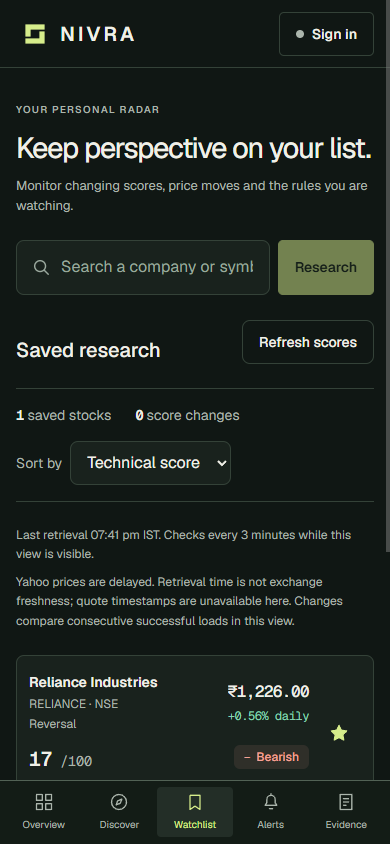 NIVRA
Sign in
YOUR PERSONAL RADAR
Keep perspective on your list.
Monitor changing scores, price moves and the rules you are
watching.
Search a company or symb
Research
Saved research
Refresh scores
1 saved stocks 0 score changes
Sort by Technical score
Last retrieval 07:41 pm IST. Checks every 3 minutes while this
view is visible.
Yahoo prices are delayed. Retrieval time is not exchange
freshness; quote timestamps are unavailable here. Changes
compare consecutive successful loads in this view.
Reliance Industries
RELIANCE · NSE
Reversal
17 /100
₹1,226.00
+0.56% daily
– Bearish
Overview
Discover
Watchlist
Alerts
Evidence